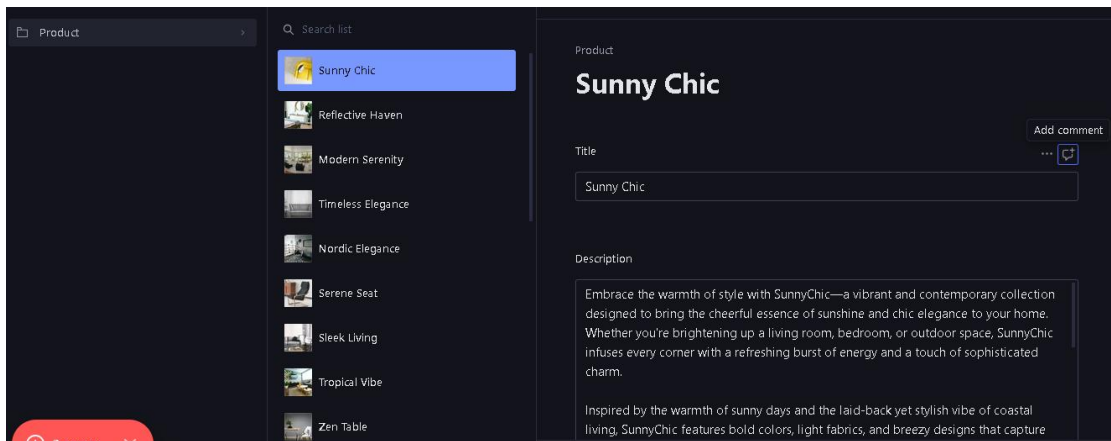 Product
Search list
Sunny Chic
Reflective Haven
Modern Serenity
Timeless Elegance
Nordic Elegance
Serene Seat
Sleek Living
Tropical Vibe
Zen Table
Product
Sunny Chic
Add comment
Title
Sunny Chic
Description
Embrace the warmth of style with SunnyChic—a vibrant and contemporary collection
designed to bring the cheerful essence of sunshine and chic elegance to your home.
Whether you're brightening up a living room, bedroom, or outdoor space, SunnyChic
infuses every corner with a refreshing burst of energy and a touch of sophisticated
charm.
Inspired by the warmth of sunny days and the laid-back yet stylish vibe of coastal
living, SunnyChic features bold colors, light fabrics, and breezy designs that capture